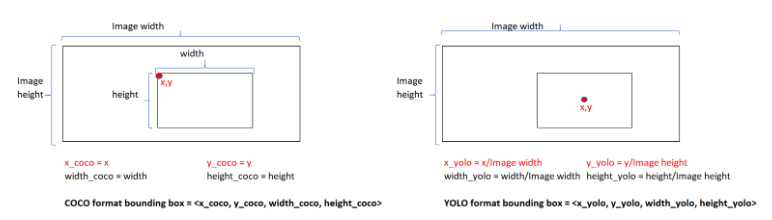 Image width
width
Image
height
height
x,y
x_coco = x
y_coco = y
width_coco = width
height_coco = height
COCO format bounding box = <x_coco, y_coco, width_coco, height_coco>
Image width
Image
height
x,y
x_yolo = x/Image width
y_yolo = y/Image height
width_yolo = width/Image width
height_yolo = height/Image height
YOLO format bounding box = <x_yolo, y_yolo, width_yolo, height_yolo>